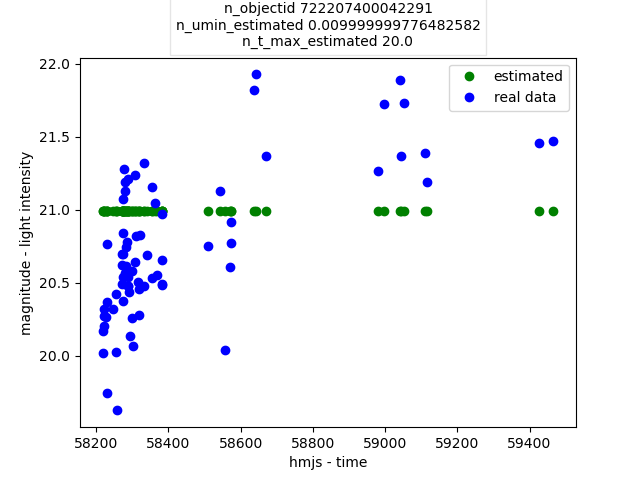 n_objectid 722207400042291
n_umin_estimated 0.009999999776482582
n_t_max_estimated 20.0
22.0
21.5
21.0
20.5
20.0
magnitude - light intensity
estimated
real data
58200 58400 58600 58800 59000 59200 59400
hmjs - time